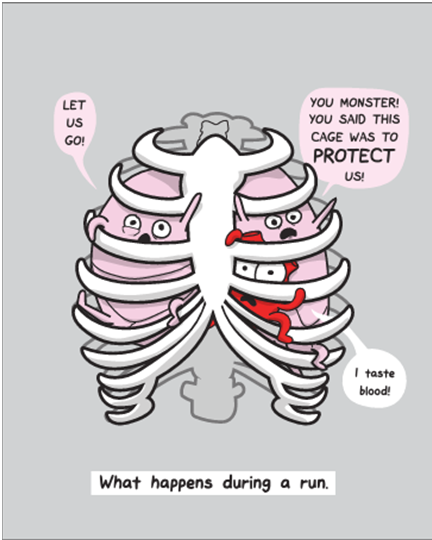 LET
US
GO!
YOU MONSTER!
YOU SAID THIS
CAGE WAS TO
PROTECT
US!
I taste
blood!
What happens during a run.